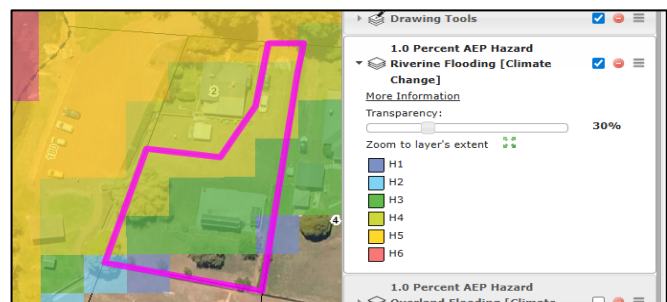 Drawing Tools
1.0 Percent AEP Hazard
Riverine Flooding [Climate
Change]
More Information
Transparency:
30%
Zoom to layer's extent
H1
H2
H3
H4
H5
H6
1.0 Percent AEP Hazard
Overland Flooding [Climate
2
4